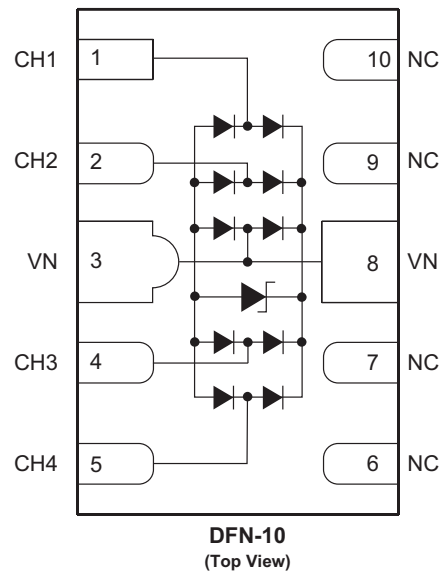 CH1 1 10 NC
CH2 2 9 NC
VN 3 8 VN
CH3 4 7 NC
CH4 5 6 NC
DFN-10
(Top View)